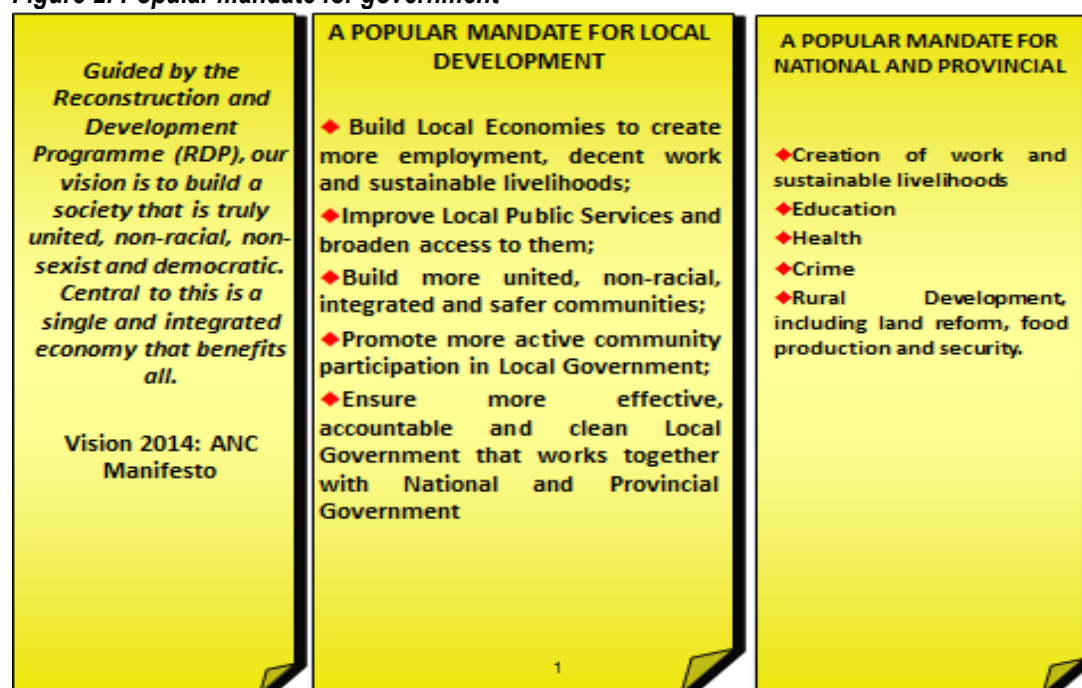 Figure 2: Popular mandate for government
Guided by the
Reconstruction and
Development
Programme (RDP), our
vision is to build a
society that is truly
united, non-racial, non-
sexist and democratic.
Central to this is a
single and integrated
economy that benefits
all.
Vision 2014: ANC
Manifesto
A POPULAR MANDATE FOR LOCAL
DEVELOPMENT
◆ Build Local Economies to create
more employment, decent work
and sustainable livelihoods;
◆Improve Local Public Services and
broaden access to them;
◆Build more united, non-racial,
integrated and safer communities;
◆Promote more active community
participation in Local Government;
◆Ensure more effective,
accountable and clean Local
Government that works together
with National and Provincial
Government
1
A POPULAR MANDATE FOR
NATIONAL AND PROVINCIAL
◆Creation of work and
sustainable livelihoods
◆Education
◆Health
◆Crime
◆Rural Development,
including land reform, food
production and security.